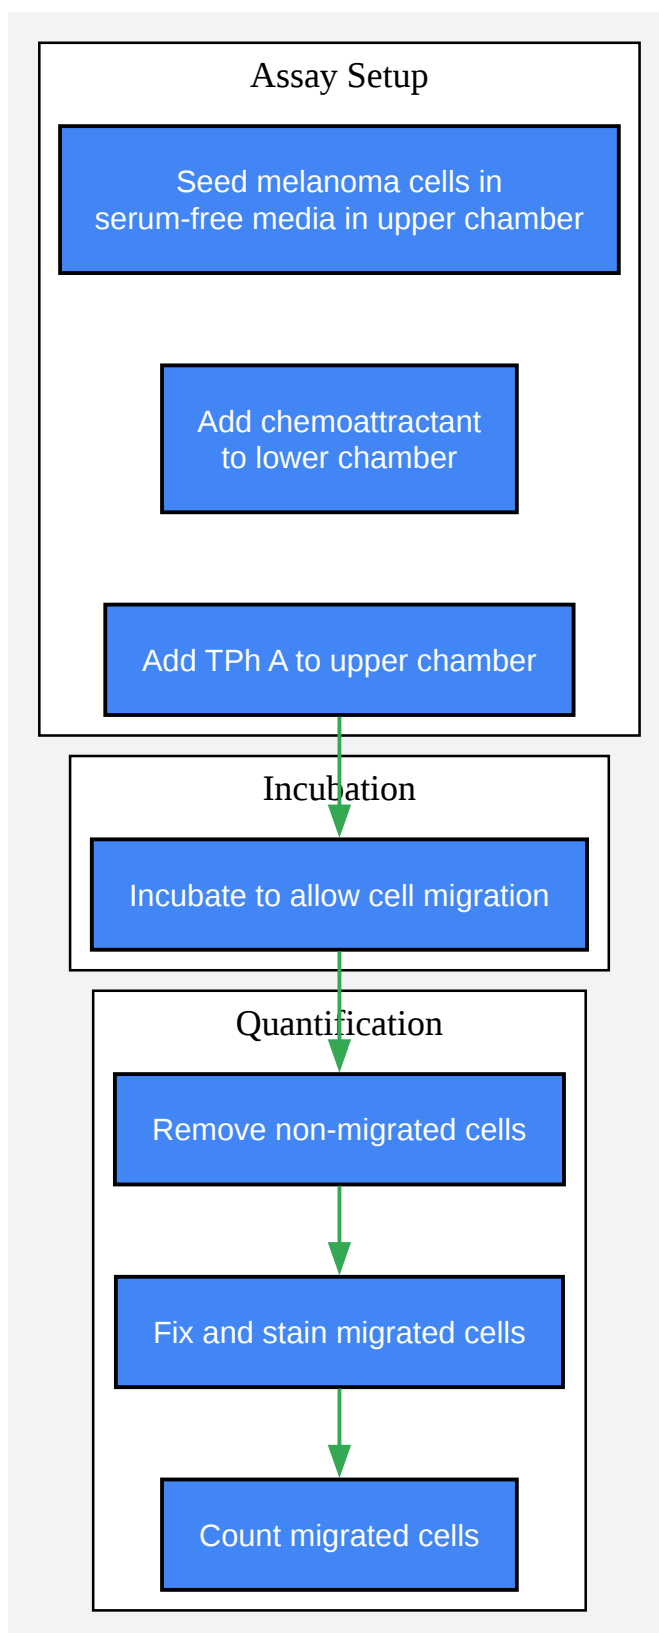 Assay Setup
Seed melanoma cells in
serum-free media in upper chamber
Add chemoattractant
to lower chamber
Add TPh A to upper chamber
Incubation
Incubate to allow cell migration
Quantification
Remove non-migrated cells
Fix and stain migrated cells
Count migrated cells